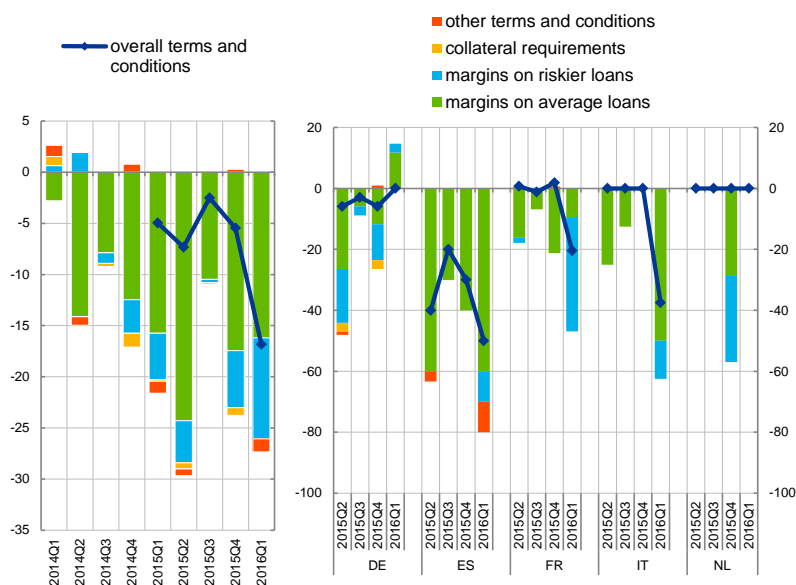 other terms and conditions
overall terms and conditions
collateral requirements
margins on riskier loans
margins on average loans
5
0
-5
-10
-15
-20
-25
-30
-35
2014Q1
2014Q2
2014Q3
2014Q4
2015Q1
2015Q2
2015Q3
2015Q4
2016Q1
20
0
-20
-40
-60
-80
-100
20
0
-20
-40
-60
-80
-100
2015Q2
2015Q3
2015Q4
2016Q1
2015Q2
2015Q3
2015Q4
2016Q1
2015Q2
2015Q3
2015Q4
2016Q1
2015Q2
2015Q3
2015Q4
2016Q1
2015Q2
2015Q3
2015Q4
2016Q1
DE
ES
FR
IT
NL